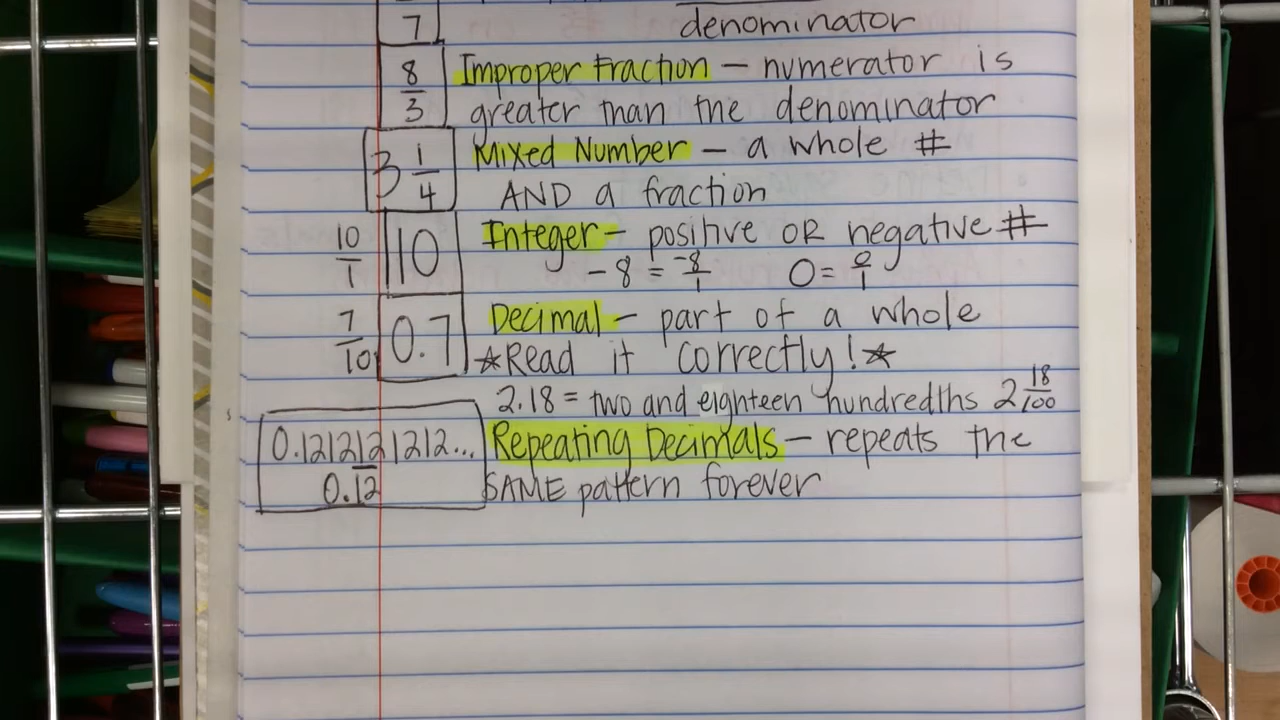 7 denominator
8/3 Improper Fraction – numerator is
greater than the denominator
3 1/4 Mixed Number – a whole #
AND a fraction
10/1 10 Integer – positive OR negative #
-8 = -8/1 0 = 0/1
7/10 0.7 Decimal – part of a whole
☆Read it correctly!☆
2.18 = two and eighteen hundredths 2 18/100
0.1212121212... Repeating Decimals – repeats the
0.1̅2̅ SAME pattern forever